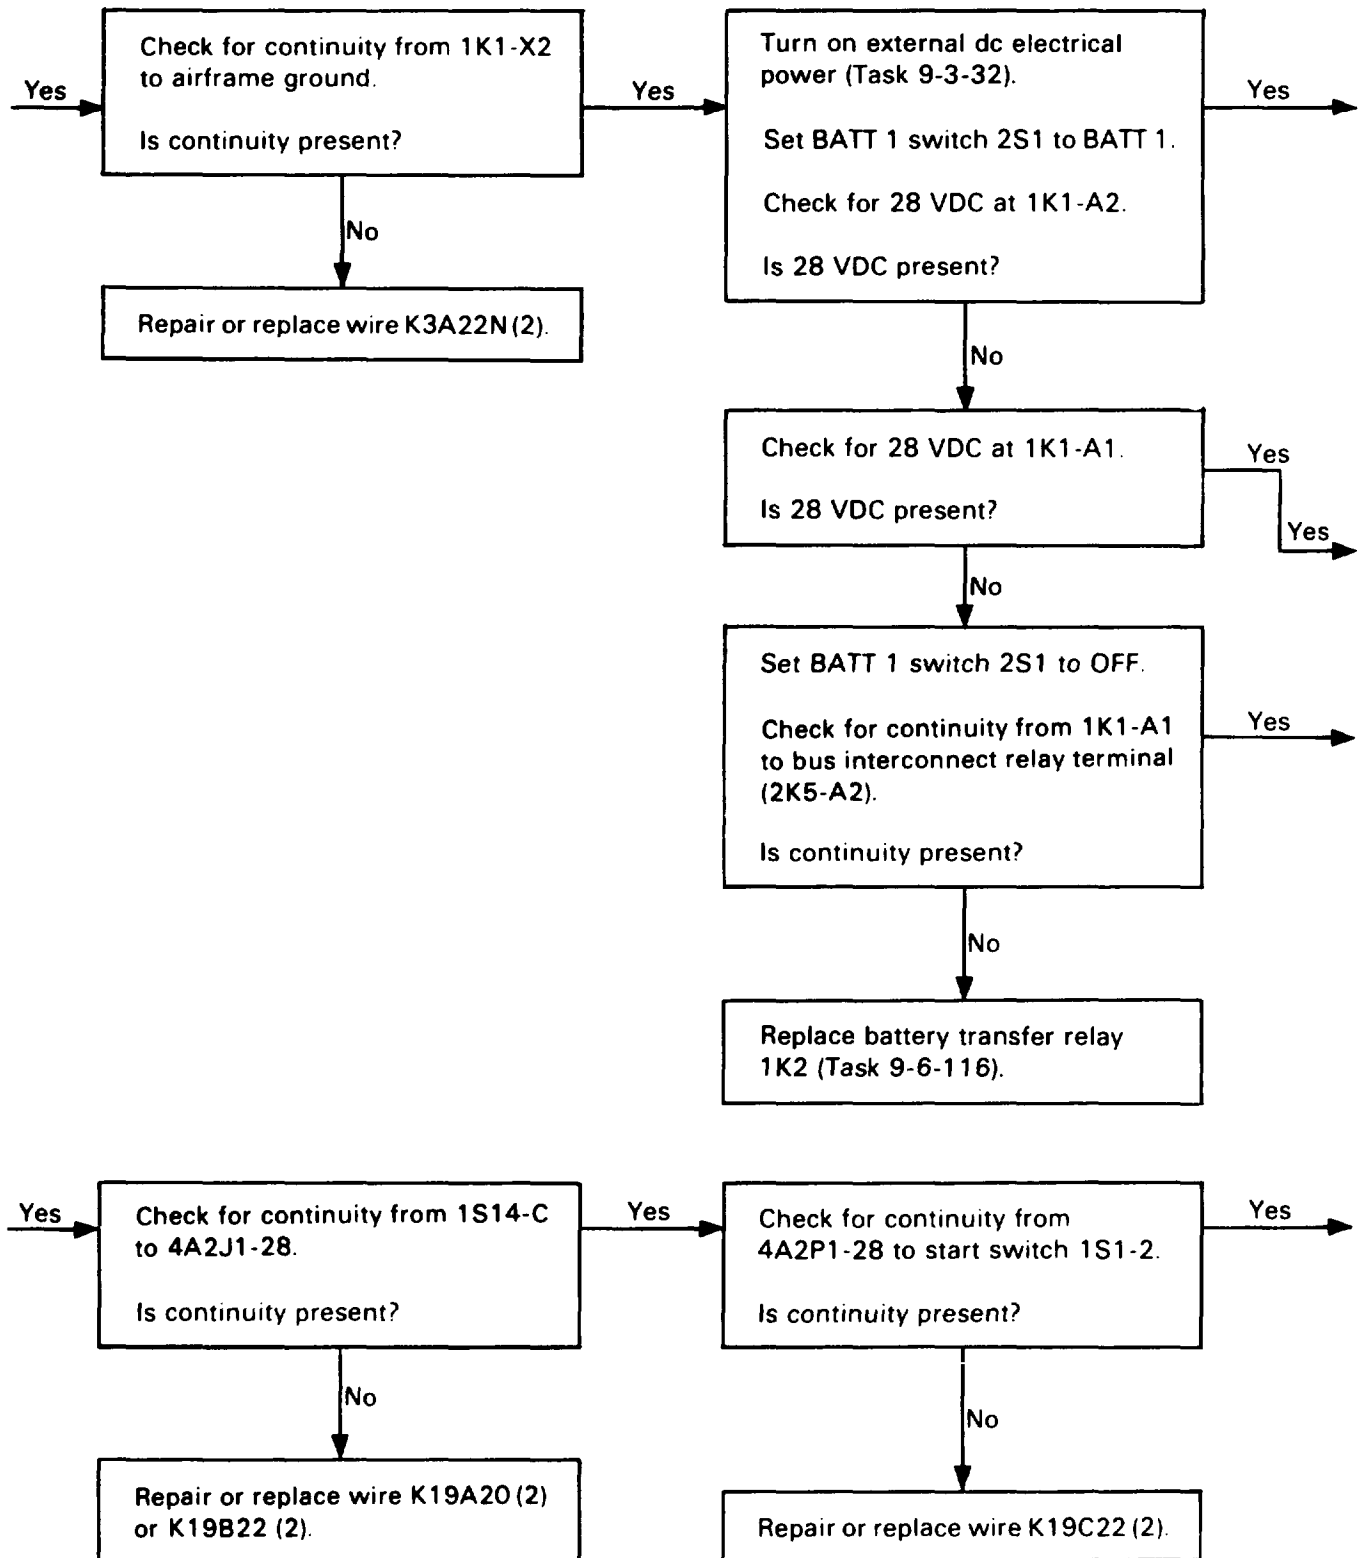 Yes
Check for continuity from 1K1-X2
to airframe ground.
Is continuity present?
Yes
No
Repair or replace wire K3A22N (2).
Turn on external dc electrical
power (Task 9-3-32).
Set BATT 1 switch 2S1 to BATT 1.
Check for 28 VDC at 1K1-A2.
Is 28 VDC present?
Yes
No
Check for 28 VDC at 1K1-A1.
Is 28 VDC present?
Yes
Yes
No
Set BATT 1 switch 2S1 to OFF.
Check for continuity from 1K1-A1
to bus interconnect relay terminal
(2K5-A2).
Is continuity present?
Yes
No
Replace battery transfer relay
1K2 (Task 9-6-116).
Yes
Check for continuity from 1S14-C
to 4A2J1-28.
Is continuity present?
Yes
No
Repair or replace wire K19A20 (2)
or K19B22 (2).
Check for continuity from
4A2P1-28 to start switch 1S1-2.
Is continuity present?
Yes
No
Repair or replace wire K19C22 (2).